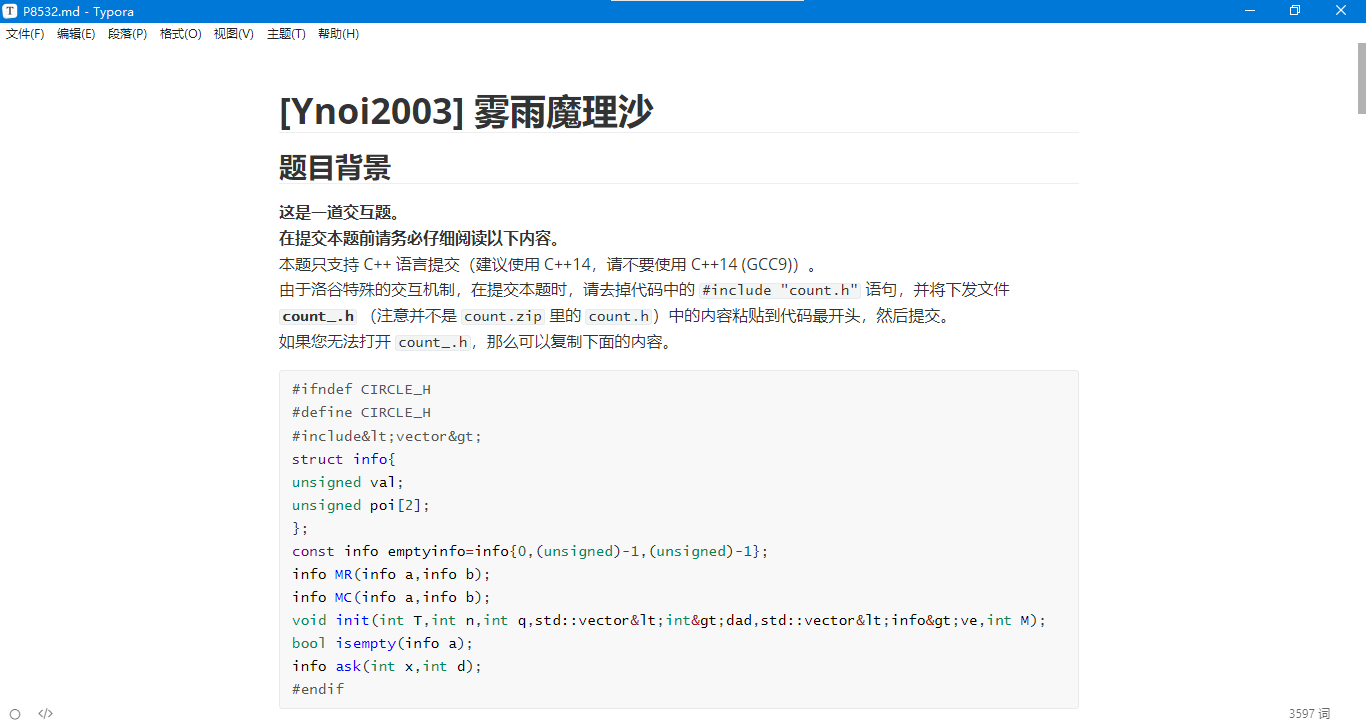 P8532.md - Typora
文件(F) 编辑(E) 段落(P) 格式(O) 视图(V) 主题(T) 帮助(H)
[Ynoi2003] 雾雨魔理沙
题目背景
这是一道交互题。
在提交本题前请务必仔细阅读以下内容。
本题只支持 C++ 语言提交（建议使用 C++14，请不要使用 C++14 (GCC9)）。
由于洛谷特殊的交互机制，在提交本题时，请去掉代码中的 #include "count.h" 语句，并将下发文件
count_.h （注意并不是 count.zip 里的 count.h）中的内容粘贴到代码最开头，然后提交。
如果您无法打开 count_.h，那么可以复制下面的内容。
#ifndef CIRCLE_H
#define CIRCLE_H
#include&lt;vector&gt;
struct info{
unsigned val;
unsigned poi[2];
};
const info emptyinfo=info{0,(unsigned)-1,(unsigned)-1};
info MR(info a,info b);
info MC(info a,info b);
void init(int T,int n,int q,std::vector&lt;int&gt;dad,std::vector&lt;info&gt;ve,int M);
bool isempty(info a);
info ask(int x,int d);
#endif
3597 词